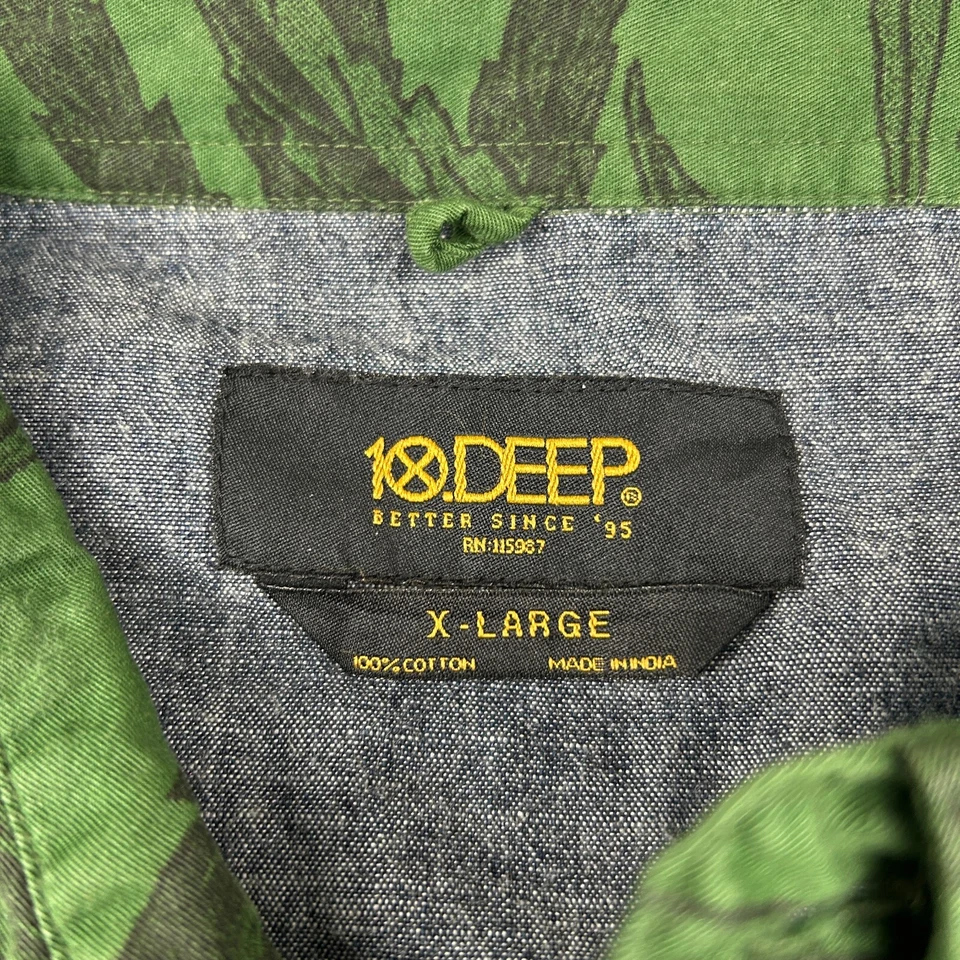 10.DEEP®
BETTER SINCE '95
RN:115987
X-LARGE
100% COTTON MADE IN INDIA